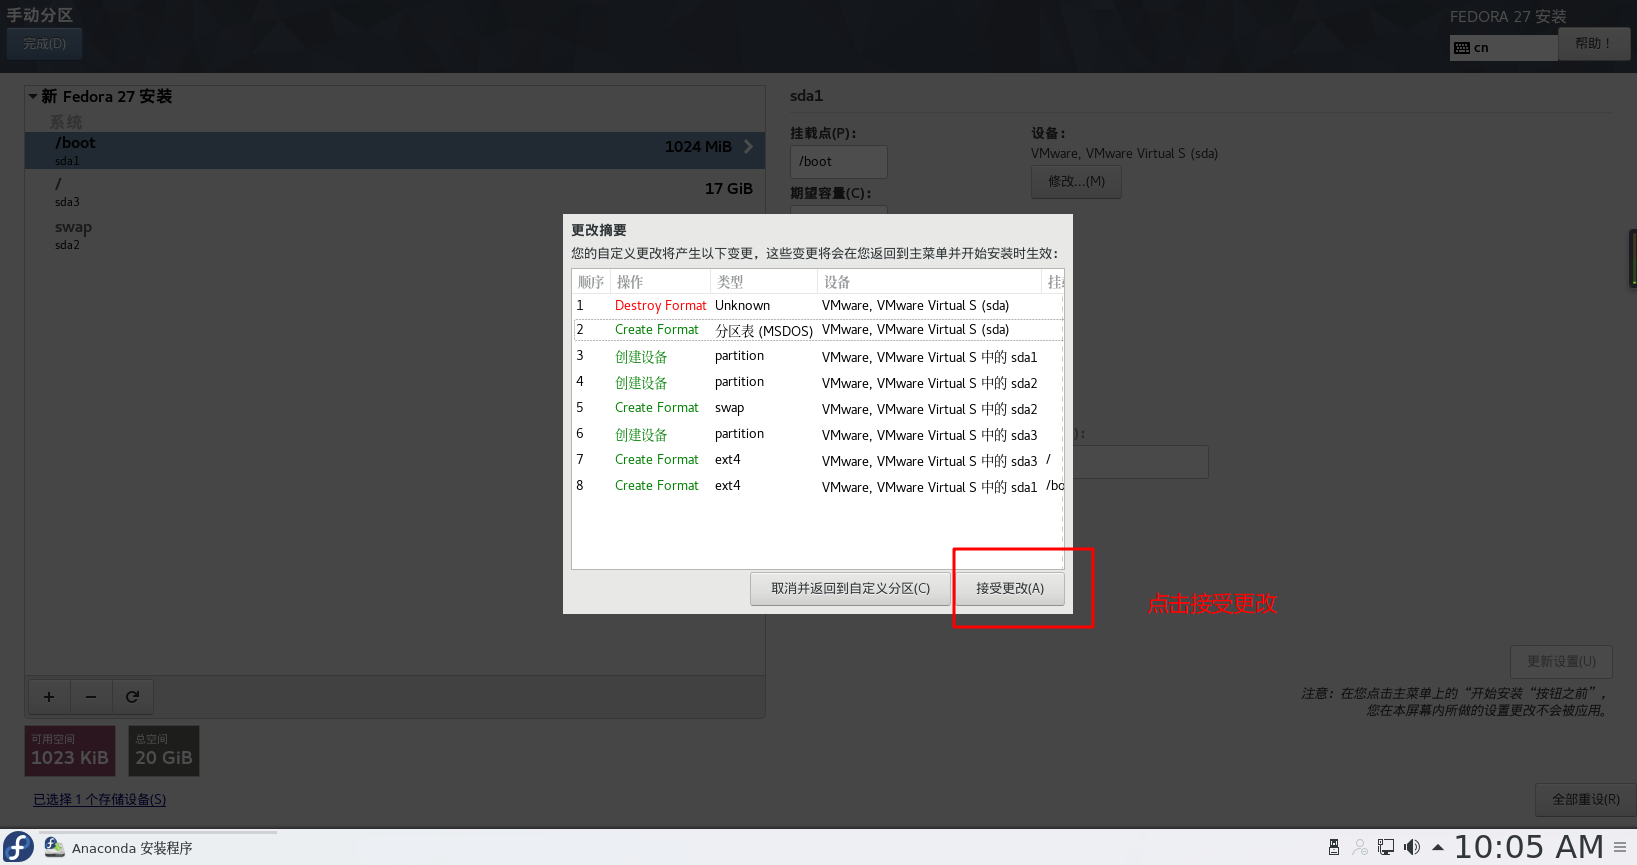 手动分区
完成(D)
FEDORA 27 安装
cn
帮助！
新 Fedora 27 安装
系统
/boot
sda1
1024 MiB
/
sda3
17 GiB
swap
sda2
sda1
挂载点(P)：
/boot
期望容量(C)：
设备：
VMware, VMware Virtual S (sda)
修改...(M)
更改摘要
您的自定义更改将产生以下变更，这些变更将会在您返回到主菜单并开始安装时生效：
顺序 操作 类型 设备
1 Destroy Format Unknown VMware, VMware Virtual S (sda)
2 Create Format 分区表 (MSDOS) VMware, VMware Virtual S (sda)
3 创建设备 partition VMware, VMware Virtual S 中的 sda1
4 创建设备 partition VMware, VMware Virtual S 中的 sda2
5 Create Format swap VMware, VMware Virtual S 中的 sda2
6 创建设备 partition VMware, VMware Virtual S 中的 sda3
7 Create Format ext4 VMware, VMware Virtual S 中的 sda3 /
8 Create Format ext4 VMware, VMware Virtual S 中的 sda1 /bo
取消并返回到自定义分区(C)
接受更改(A)
点击接受更改
更新设置(U)
注意：在您点击主菜单上的“开始安装“按钮之前”，
您在本屏幕内所做的设置更改不会被应用。
可用空间
1023 KiB
总空间
20 GiB
已选择 1 个存储设备(S)
全部重设(R)
Anaconda 安装程序
10:05 AM